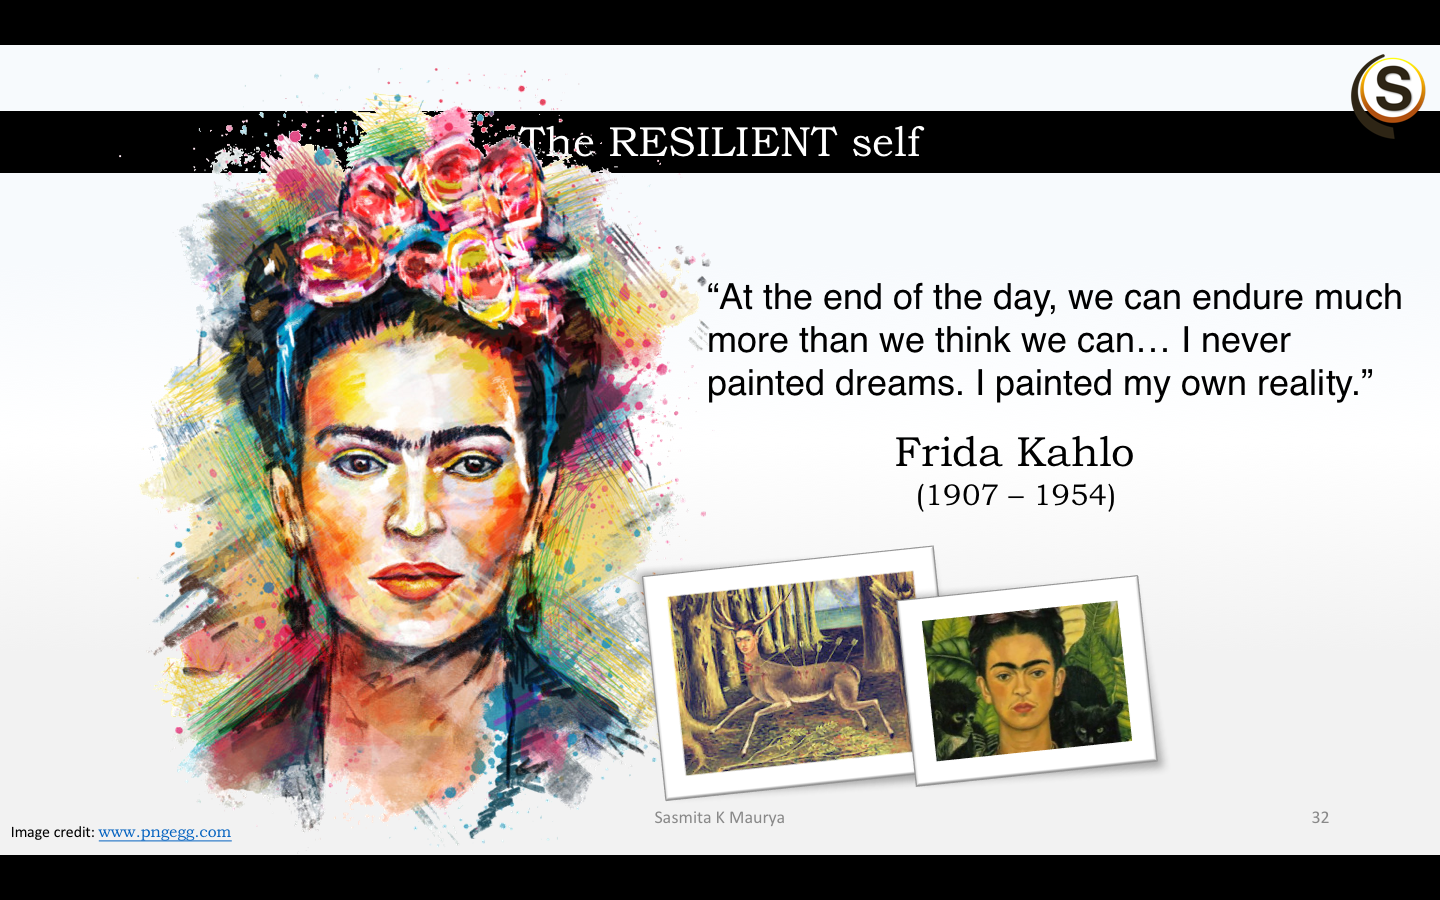 S
The RESILIENT self
“At the end of the day, we can endure much
more than we think we can… I never
painted dreams. I painted my own reality.”
Frida Kahlo
(1907 – 1954)
Sasmita K Maurya
32
Image credit: www.pngegg.com